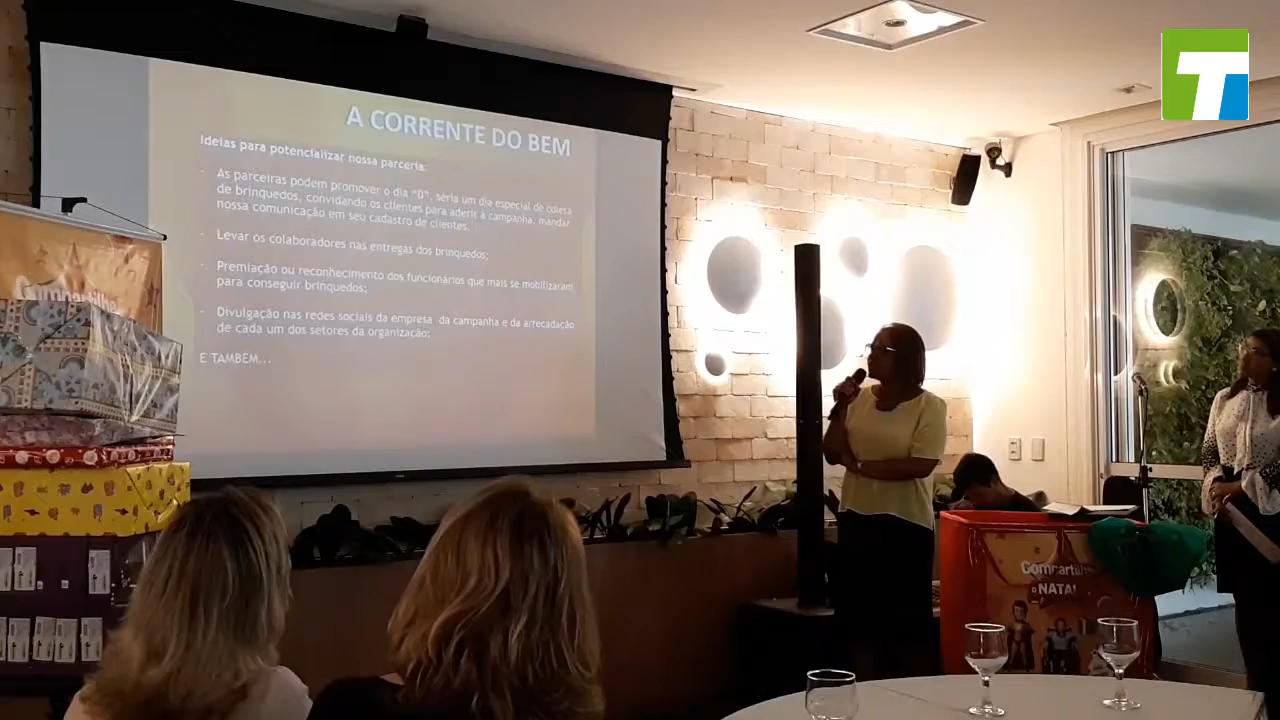 A CORRENTE DO BEM
Ideias para potencializar nossa parceria:
- As parceiras podem promover o dia "D", seria um dia especial de coleta
de brinquedos, convidando os clientes para aderir a campanha, mandar
nossa comunicação em seu cadastro de clientes.
- Levar os colaboradores nas entregas dos brinquedos;
- Premiação ou reconhecimento dos funcionários que mais se mobilizaram
para conseguir brinquedos;
- Divulgação nas redes sociais da empresa da campanha e da arrecadação
de cada um dos setores da organização;
E TAMBEM...
Compartilhe
Compartilhe
o NATAL
T